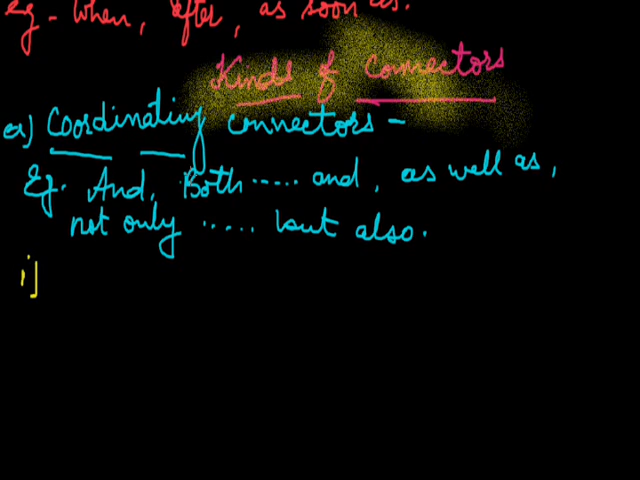 eg - When, after, as soon as.
Kinds of Connectors
a) Coordinating connectors -
Eg. And, Both ..... and, as well as,
not only ..... but also.
i]